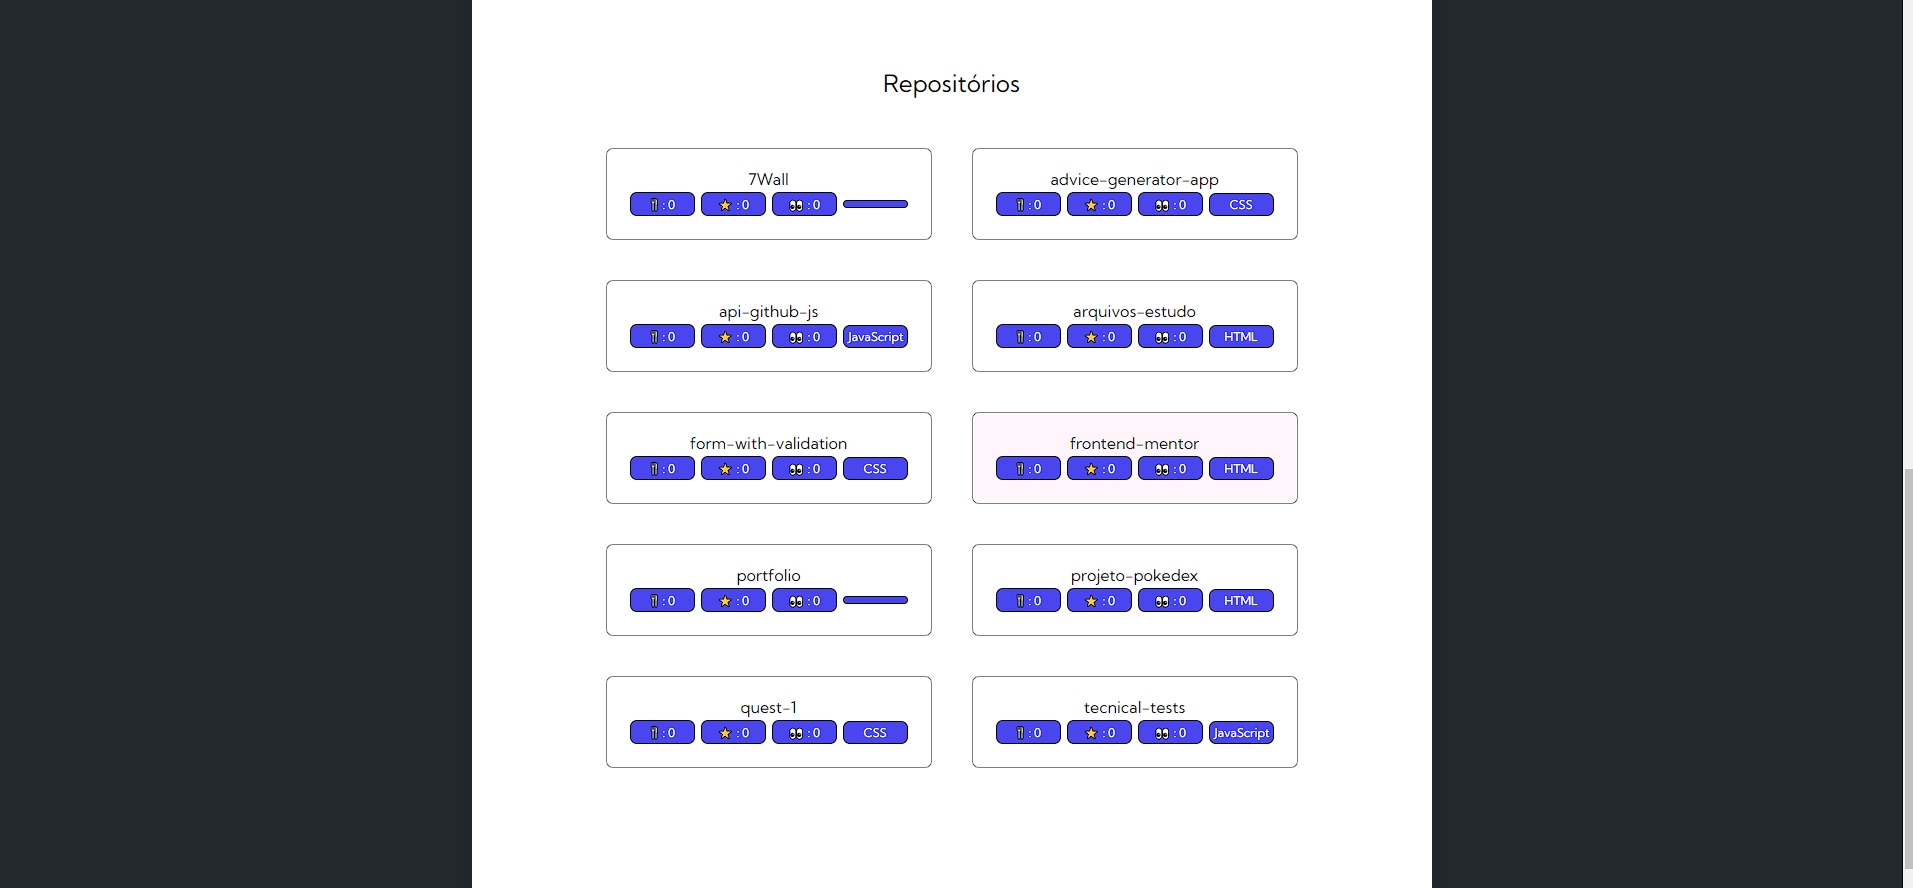 Repositórios
7Wall
🍴: 0 ⭐: 0 👀: 0
advice-generator-app
🍴: 0 ⭐: 0 👀: 0 CSS
api-github-js
🍴: 0 ⭐: 0 👀: 0 JavaScript
arquivos-estudo
🍴: 0 ⭐: 0 👀: 0 HTML
form-with-validation
🍴: 0 ⭐: 0 👀: 0 CSS
frontend-mentor
🍴: 0 ⭐: 0 👀: 0 HTML
portfolio
🍴: 0 ⭐: 0 👀: 0
projeto-pokedex
🍴: 0 ⭐: 0 👀: 0 HTML
quest-1
🍴: 0 ⭐: 0 👀: 0 CSS
tecnical-tests
🍴: 0 ⭐: 0 👀: 0 JavaScript